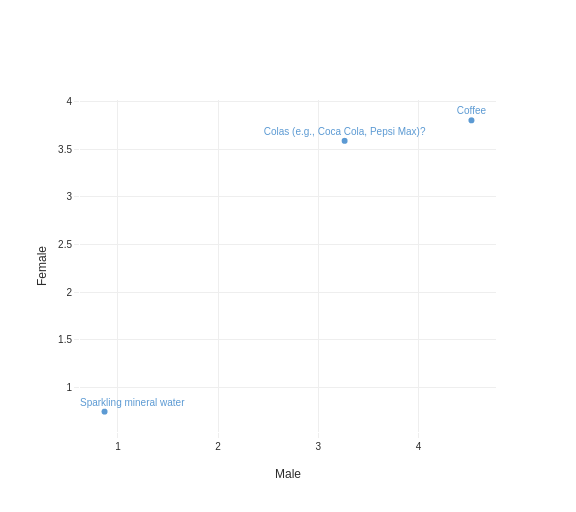 4
Coffee
Colas (e.g., Coca Cola, Pepsi Max)?
3.5
3
2.5
Female
2
1.5
1
Sparkling mineral water
1 2 3 4
Male